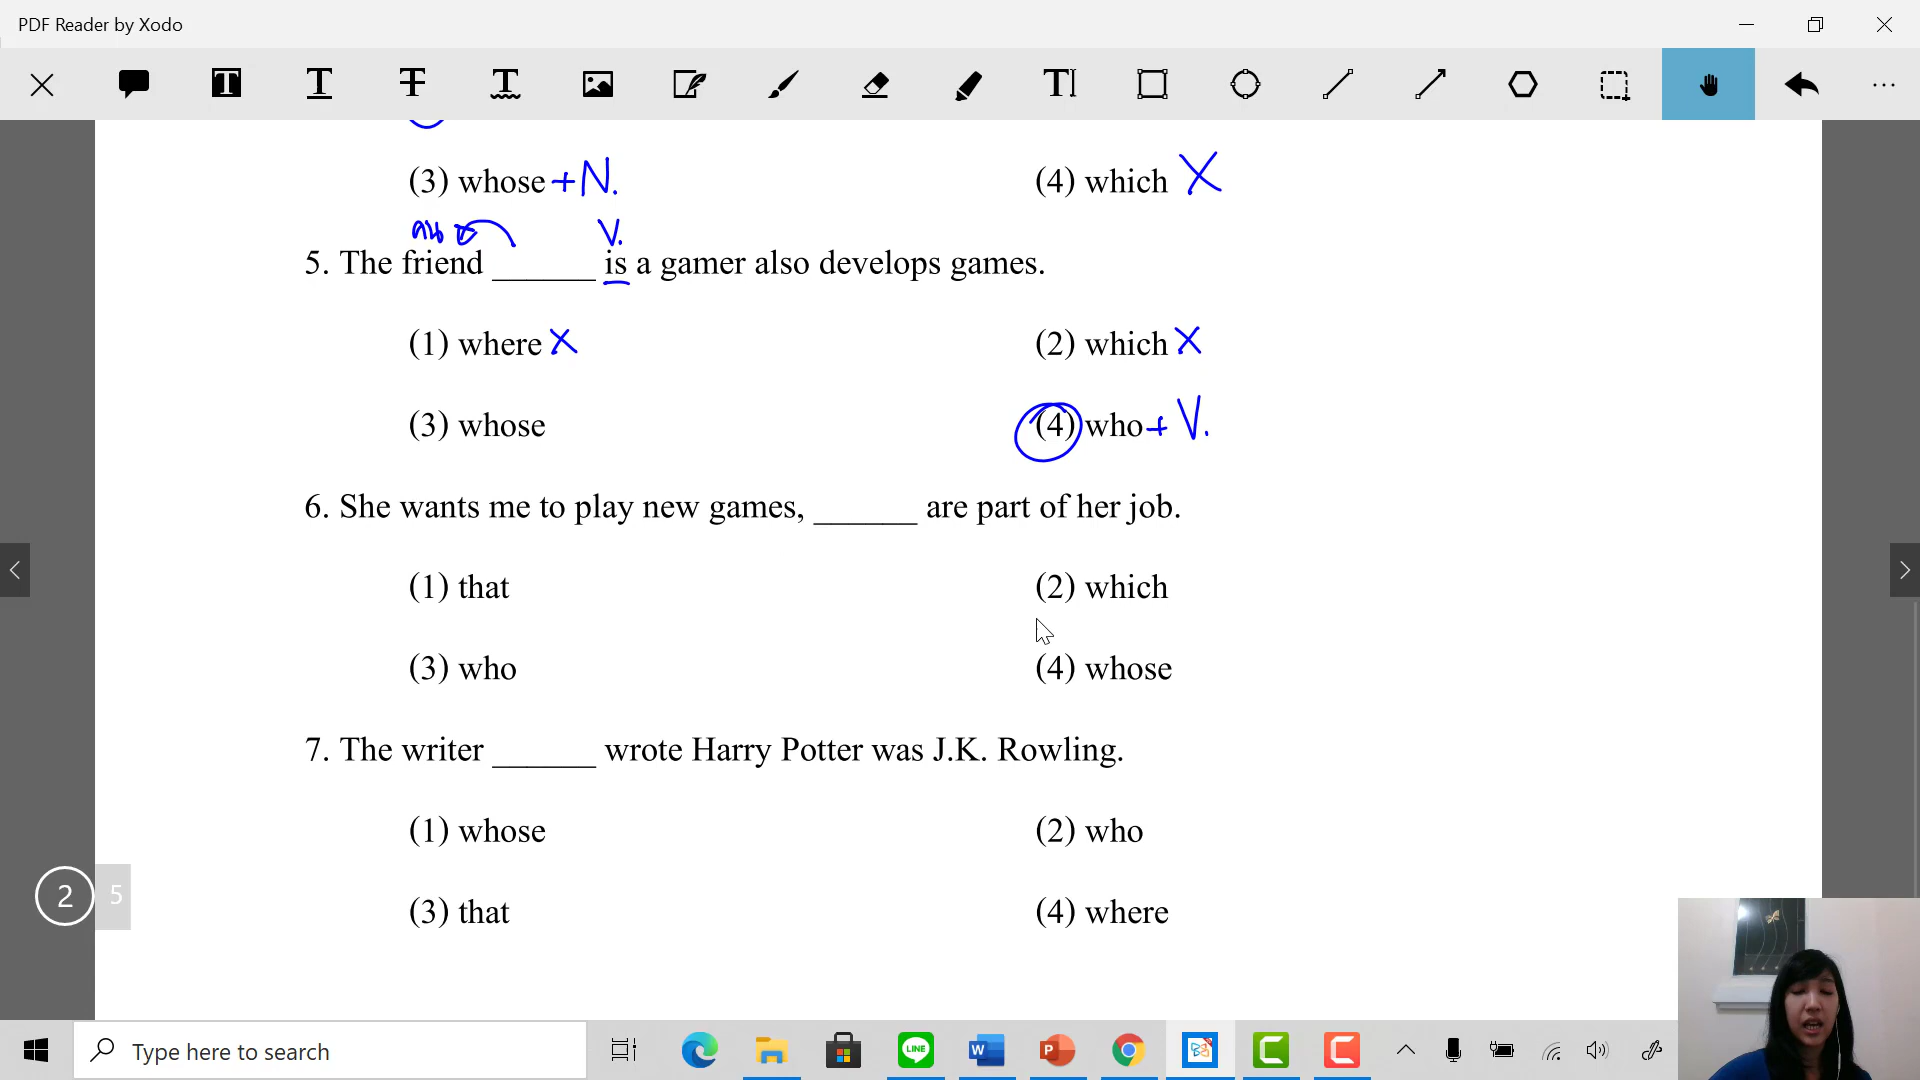 PDF Reader by Xodo
(3) whose + N.
(4) which X
คน V.
5. The friend ______ is a gamer also develops games.
(1) where X
(2) which X
(3) whose
(4) who + V.
6. She wants me to play new games, ______ are part of her job.
(1) that
(2) which
(3) who
(4) whose
7. The writer ______ wrote Harry Potter was J.K. Rowling.
(1) whose
(2) who
(3) that
(4) where
2 5
Type here to search